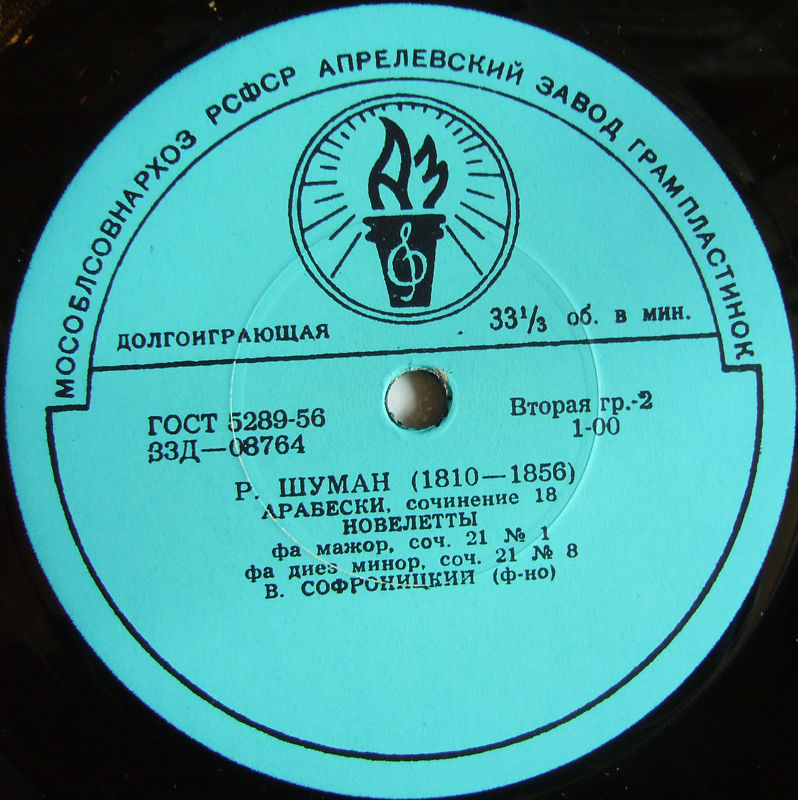 МОСОБЛСОВНАРХОЗ РСФСР АПРЕЛЕВСКИЙ ЗАВОД ГРАМПЛАСТИНОК
АЗ
ДОЛГОИГРАЮЩАЯ
33⅓ об. в мин.
ГОСТ 5289-56
33Д—08764
Вторая гр.-2
1-00
Р. ШУМАН (1810—1856)
АРАБЕСКИ, сочинение 18
НОВЕЛЕТТЫ
фа мажор, соч. 21 № 1
фа диез минор, соч. 21 № 8
В. СОФРОНИЦКИЙ (ф-но)